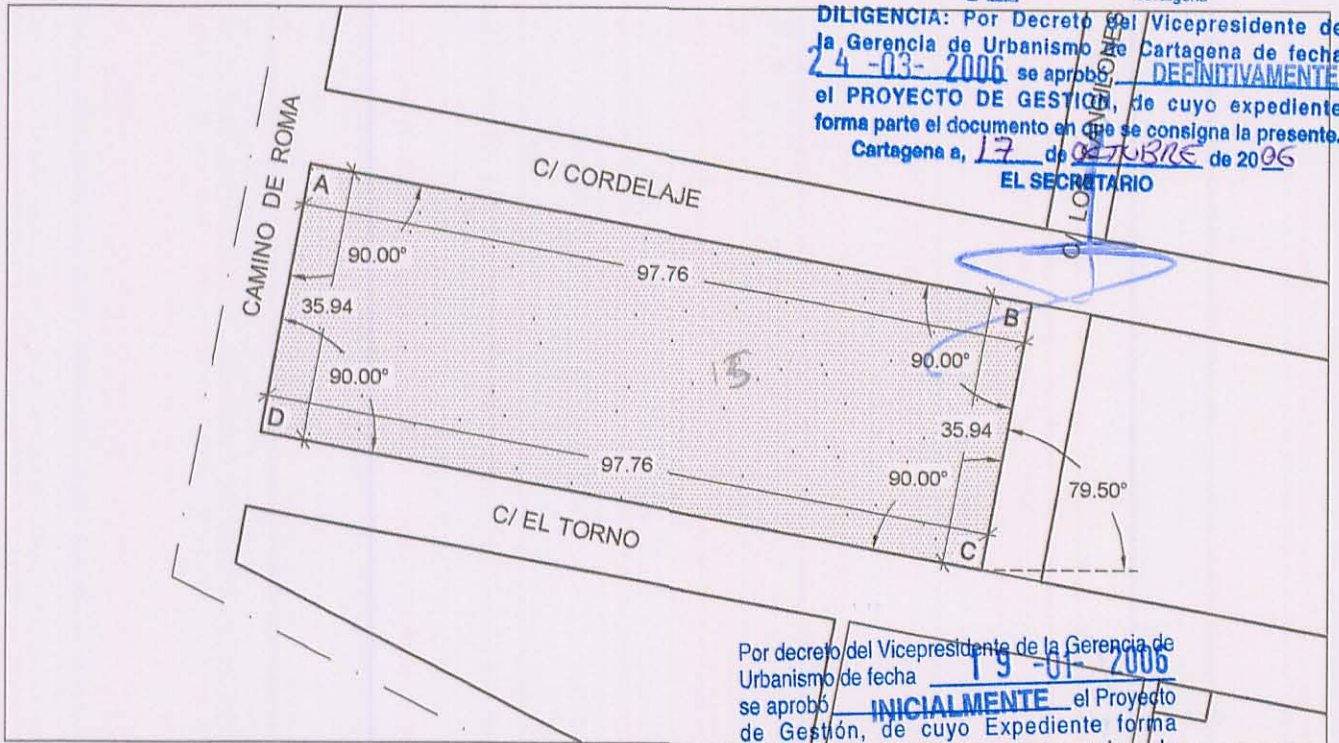 DILIGENCIA: Por Decreto del Vicepresidente de
la Gerencia de Urbanismo de Cartagena de fecha
24 -03- 2006 se aprobó DEFINITIVAMENTE
el PROYECTO DE GESTIÓN, de cuyo expediente
forma parte el documento en que se consigna la presente.
Cartagena a, 17 de OCTUBRE de 2006
EL SECRETARIO
C/ LOS
CAMINO DE ROMA
C/ CORDELAJE
A
90.00°
97.76
B
35.94
90.00°
15
90.00°
35.94
D
97.76
90.00°
79.50°
C/ EL TORNO
C
Por decreto del Vicepresidente de la Gerencia de
Urbanismo de fecha 19 -01- 2006
se aprobó INICIALMENTE el Proyecto
de Gestión, de cuyo Expediente forma